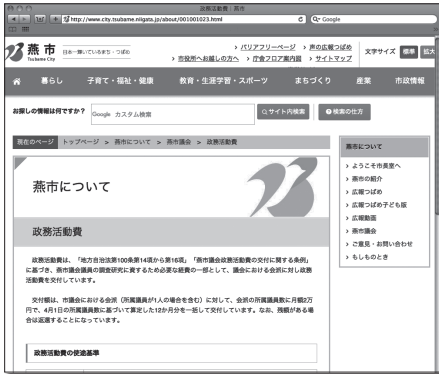 政務活動費｜燕市
http://www.city.tsubame.niigata.jp/about/001001023.html
Google
燕市
Tsubame City
日本一輝いているまち・つばめ
バリアフリーページ 声の広報つばめ
市役所へお越しの方へ 庁舎フロア案内図 サイトマップ
文字サイズ 標準 拡大
暮らし 子育て・福祉・健康 教育・生涯学習・スポーツ まちづくり 産業 市政情報
お探しの情報は何ですか？ Google カスタム検索 サイト内検索 検索の仕方
現在のページ トップページ > 燕市について > 燕市議会 > 政務活動費
燕市について
政務活動費
政務活動費は、「地方自治法第100条第14項から第16項」「燕市議会政務活動費の交付に関する条例」
に基づき、燕市議会議員の調査研究に資するため必要な経費の一部として、議会における会派に対し政務
活動費を交付しています。
交付額は、市議会における会派（所属議員が1人の場合を含む）に対して、会派の所属議員数に月額2万
円で、4月1日の所属議員数に基づいて算定した12か月分を一括して交付しています。なお、残額がある場
合は返還することになっています。
政務活動費の使途基準
燕市について
ようこそ市長室へ
燕市の紹介
広報つばめ
広報つばめ子ども版
広報動画
燕市議会
ご意見・お問い合わせ
もしものとき